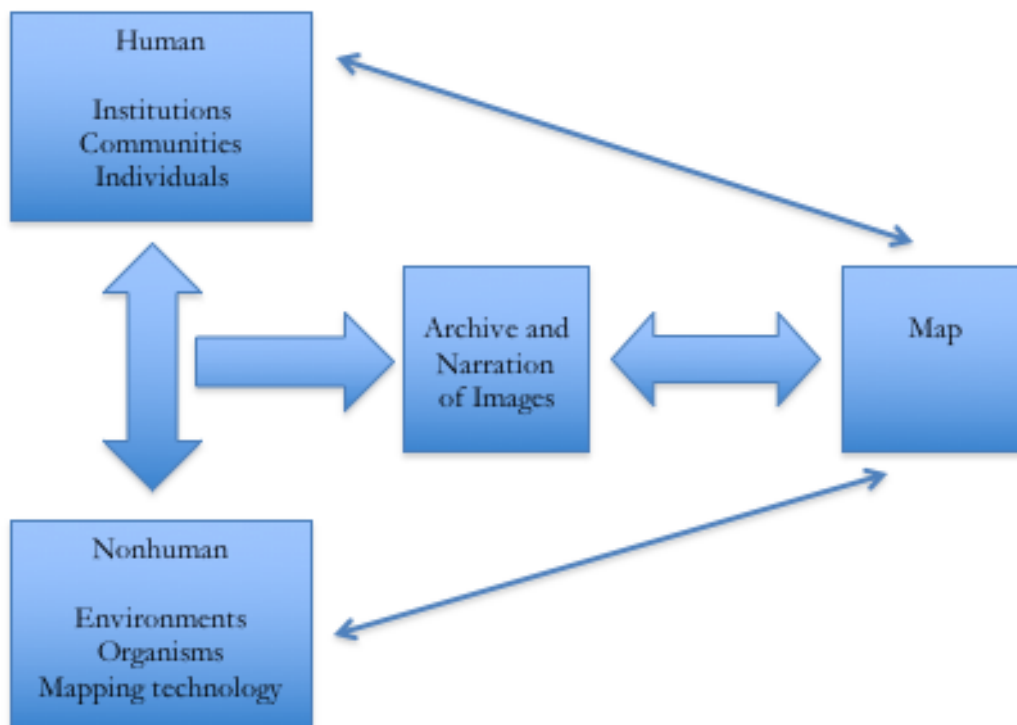 Human
Institutions
Communities
Individuals
Archive and
Narration
of Images
Map
Nonhuman
Environments
Organisms
Mapping technology